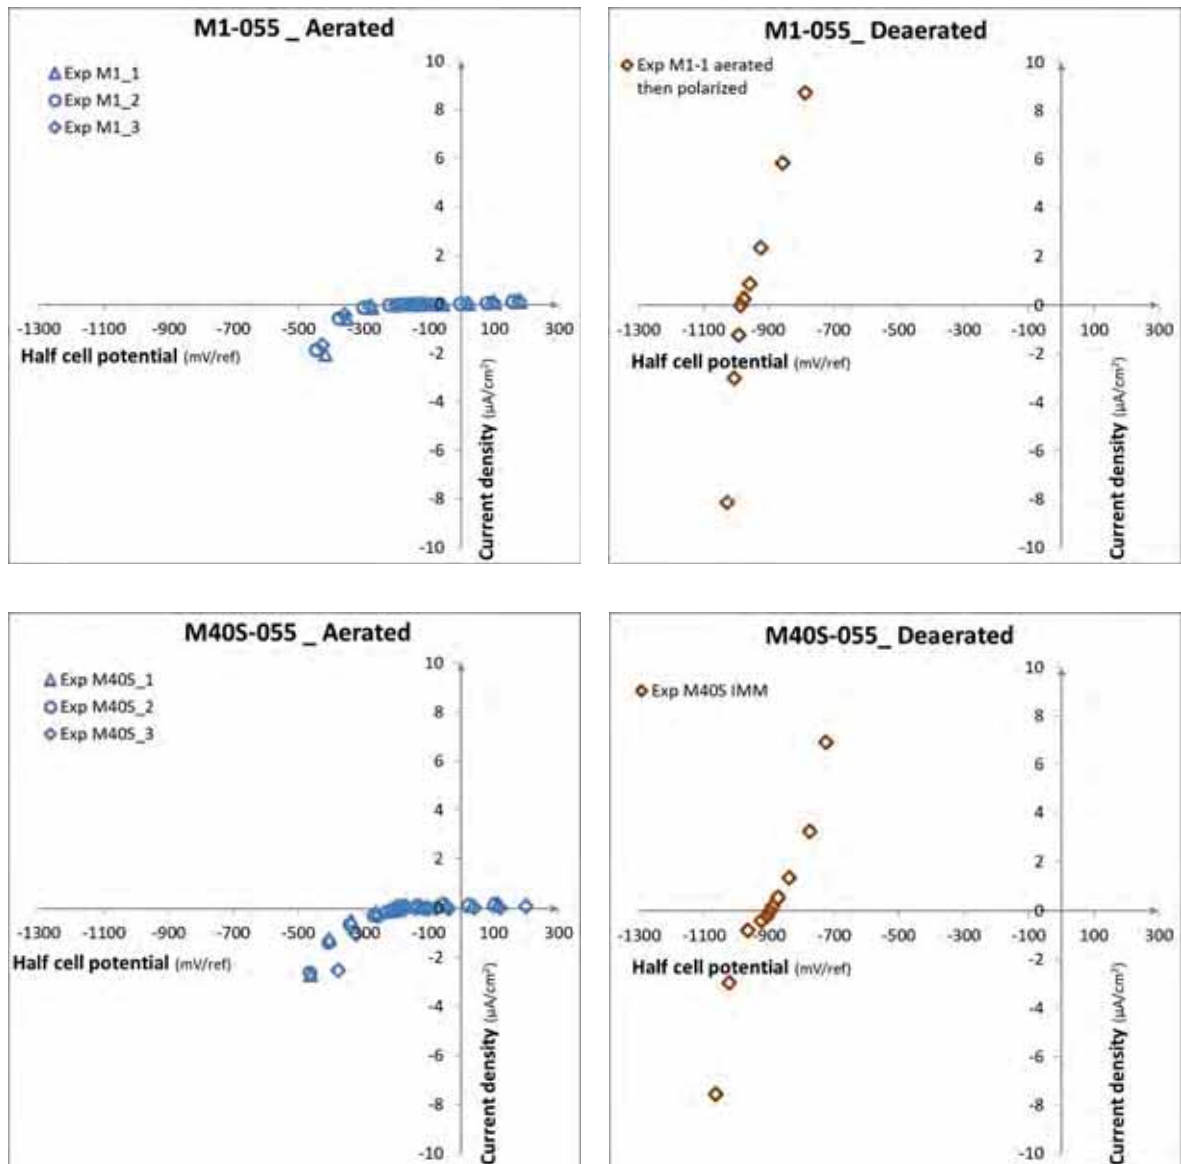 M1-055 _ Aerated
Exp M1_1
Exp M1_2
Exp M1_3
10
8
6
4
2
0
-2
-4
-6
-8
-10
-1300 -1100 -900 -700 -500 -300 -100 100 300
Half cell potential (mV/ref)
Current density (µA/cm²)
M1-055_ Deaerated
Exp M1-1 aerated
then polarized
10
8
6
4
2
0
-2
-4
-6
-8
-10
-1300 -1100 -900 -700 -500 -300 -100 100 300
Half cell potential (mV/ref)
Current density (µA/cm²)
M40S-055 _ Aerated
Exp M40S_1
Exp M40S_2
Exp M40S_3
10
8
6
4
2
0
-2
-4
-6
-8
-10
-1300 -1100 -900 -700 -500 -300 -100 100 300
Half cell potential (mV/ref)
Current density (µA/cm²)
M40S-055_ Deaerated
Exp M40S IMM
10
8
6
4
2
0
-2
-4
-6
-8
-10
-1300 -1100 -900 -700 -500 -300 -100 100 300
Half cell potential (mV/ref)
Current density (µA/cm²)